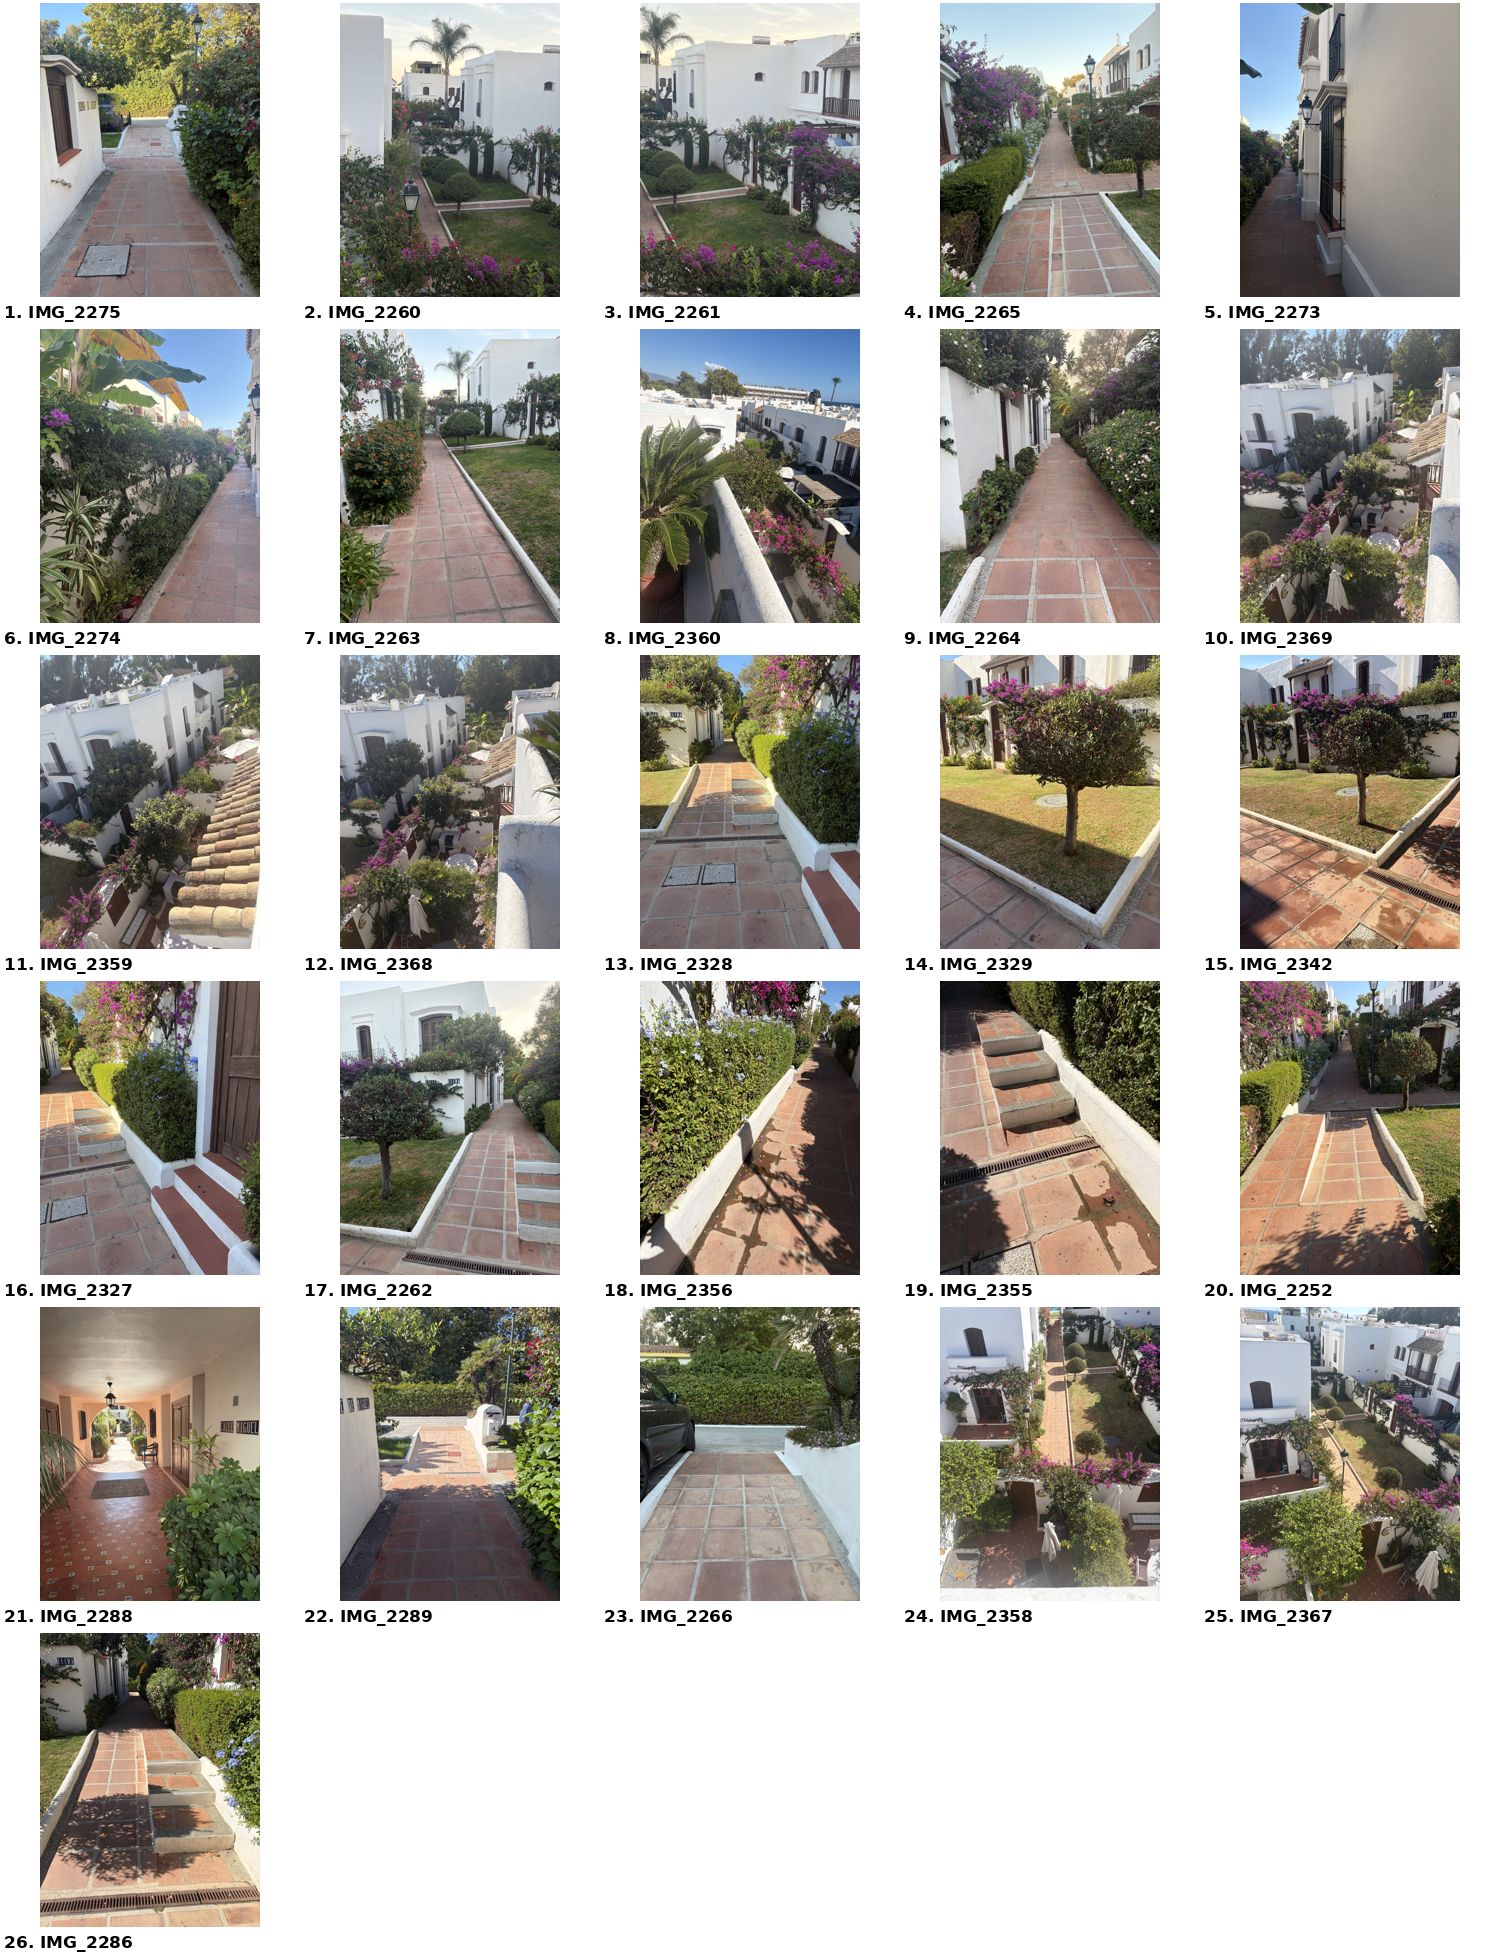 1. IMG_2275
2. IMG_2260
3. IMG_2261
4. IMG_2265
5. IMG_2273
6. IMG_2274
7. IMG_2263
8. IMG_2360
9. IMG_2264
10. IMG_2369
11. IMG_2359
12. IMG_2368
13. IMG_2328
14. IMG_2329
15. IMG_2342
16. IMG_2327
17. IMG_2262
18. IMG_2356
19. IMG_2355
20. IMG_2252
MIGUEL
21. IMG_2288
22. IMG_2289
23. IMG_2266
24. IMG_2358
25. IMG_2367
26. IMG_2286